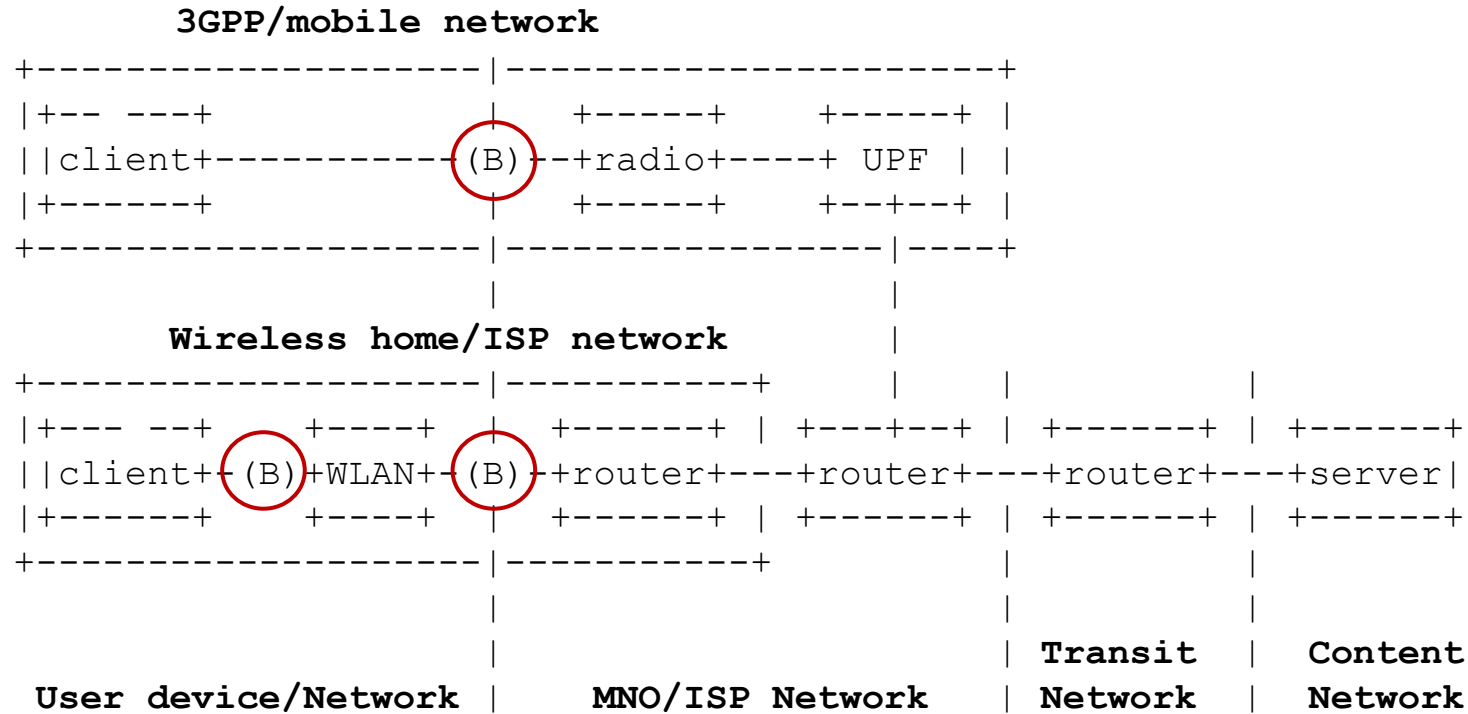 3GPP/mobile network
+--------------------|----------------------+
|+-- ---+            |    +-----+    +-----+ |
||client+-----------(B)--+radio+----+ UPF | |
|+------+            |    +-----+    +--+--+ |
+--------------------|-----------------|----+
|                 |
Wireless home/ISP network       |
+--------------------|-----------+     |    |          |
|+--- --+    +----+  |  +------+ | +---+--+ | +------+ | +------+
||client+-(B)+WLAN+-(B)-+router+---+router+---+router+---+server|
|+------+    +----+  |  +------+ | +------+ | +------+ | +------+
+--------------------|-----------+          |          |
|                      |          |
|                      | Transit  |  Content
User device/Network |    MNO/ISP Network   | Network  |  Network